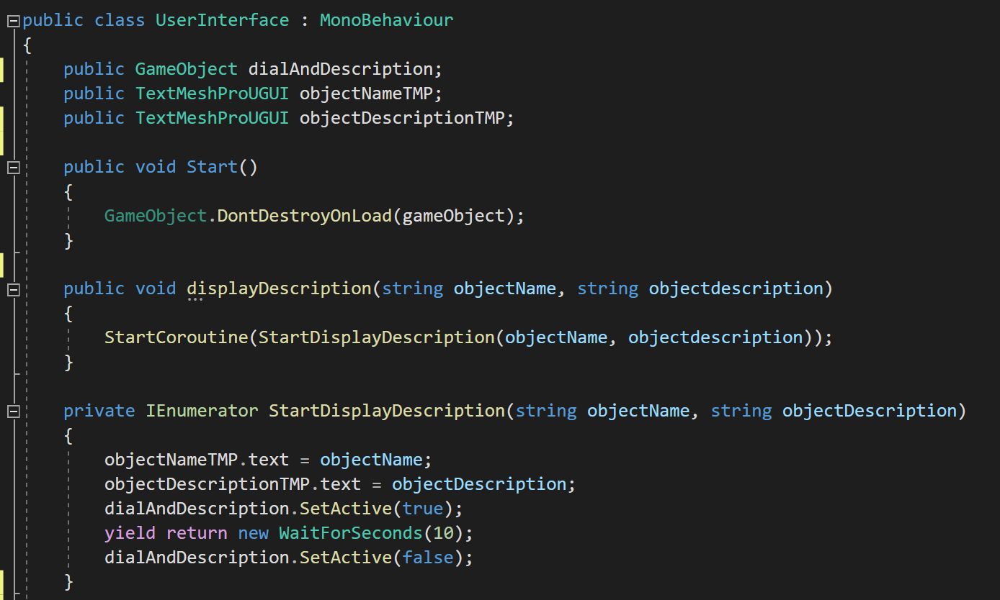 public class UserInterface : MonoBehaviour
{
    public GameObject dialAndDescription;
    public TextMeshProUGUI objectNameTMP;
    public TextMeshProUGUI objectDescriptionTMP;

    public void Start()
    {
        GameObject.DontDestroyOnLoad(gameObject);
    }

    public void displayDescription(string objectName, string objectdescription)
    {
        StartCoroutine(StartDisplayDescription(objectName, objectdescription));
    }

    private IEnumerator StartDisplayDescription(string objectName, string objectDescription)
    {
        objectNameTMP.text = objectName;
        objectDescriptionTMP.text = objectDescription;
        dialAndDescription.SetActive(true);
        yield return new WaitForSeconds(10);
        dialAndDescription.SetActive(false);
    }